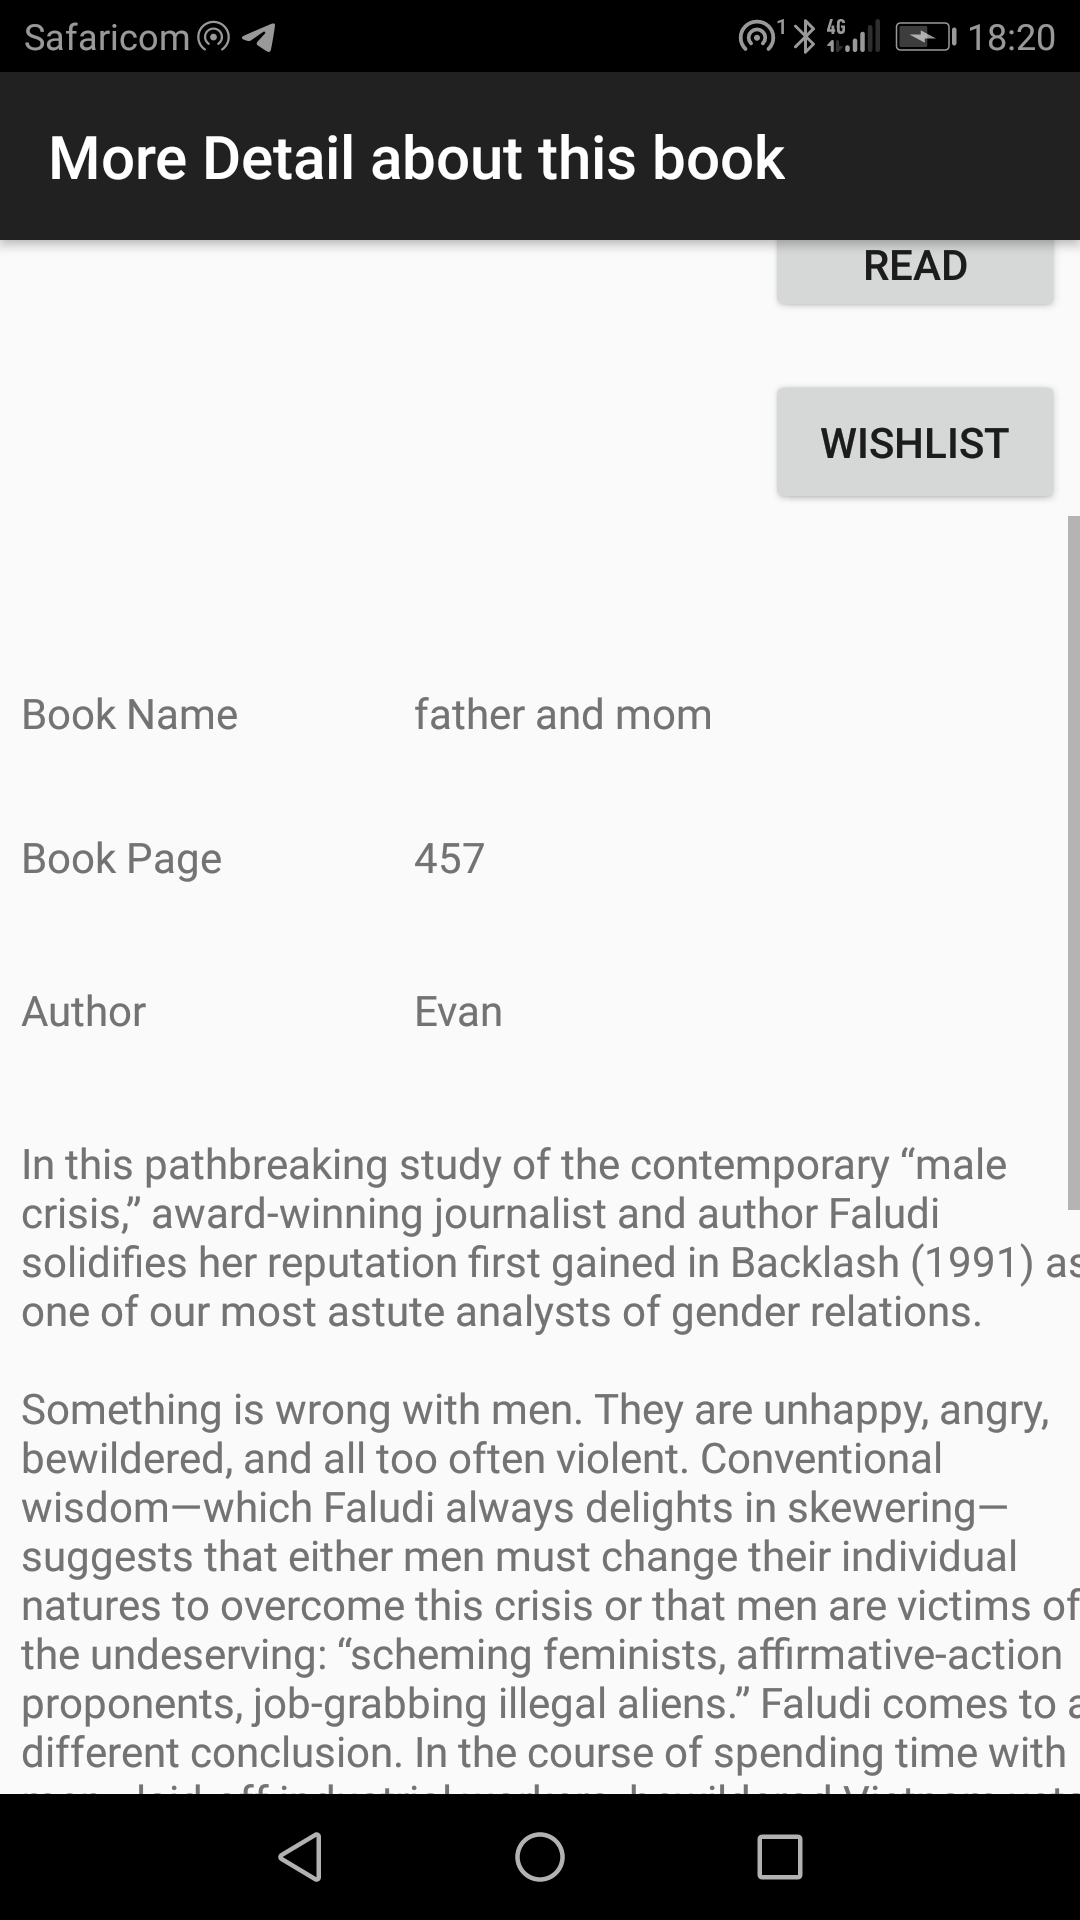 Safaricom 1 4G 18:20
More Detail about this book
READ
WISHLIST
Book Name father and mom
Book Page 457
Author Evan
In this pathbreaking study of the contemporary “male
crisis,” award-winning journalist and author Faludi
solidifies her reputation first gained in Backlash (1991) as
one of our most astute analysts of gender relations.
Something is wrong with men. They are unhappy, angry,
bewildered, and all too often violent. Conventional
wisdom—which Faludi always delights in skewering—
suggests that either men must change their individual
natures to overcome this crisis or that men are victims of
the undeserving: “scheming feminists, affirmative-action
proponents, job-grabbing illegal aliens.” Faludi comes to a
different conclusion. In the course of spending time with